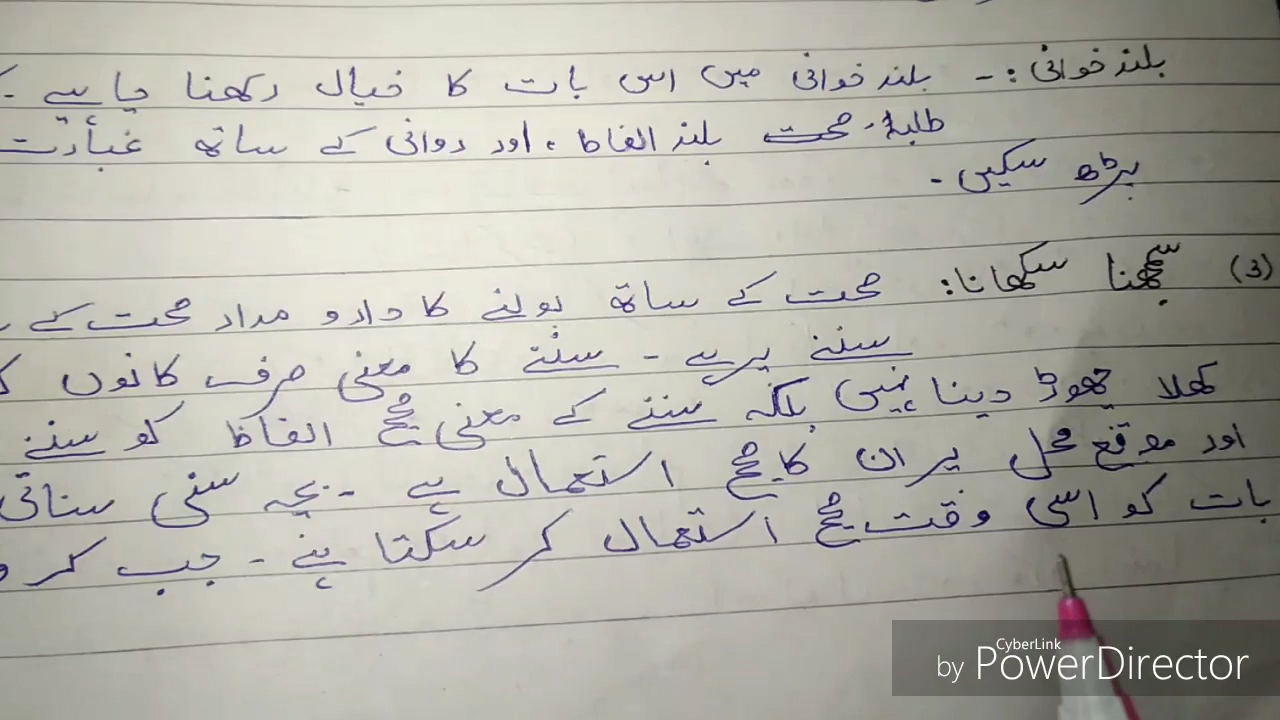 بلند خوانی :- بلند خوانی میں اس بات کا خیال رکھنا چاہیے
طلبہ صحت بلند الفاظ ، اور روانی کے ساتھ عبادت
پڑھ سکیں -
(3) سمجھنا سکھانا: صحت کے ساتھ بولنے کا دارو مدار صحت کے
سننے پر ہے - سننے کا معنی صرف کانوں
کھلا چھوڑ دینا نہیں بلکہ سننے کے معنی صحیح الفاظ کو سننے
اور موقع محل پر ان کا صحیح استعمال ہے - بچہ سنی سنائی
بات کو اسی وقت صحیح استعمال کر سکتا ہے - جب کہ
CyberLink
by PowerDirector